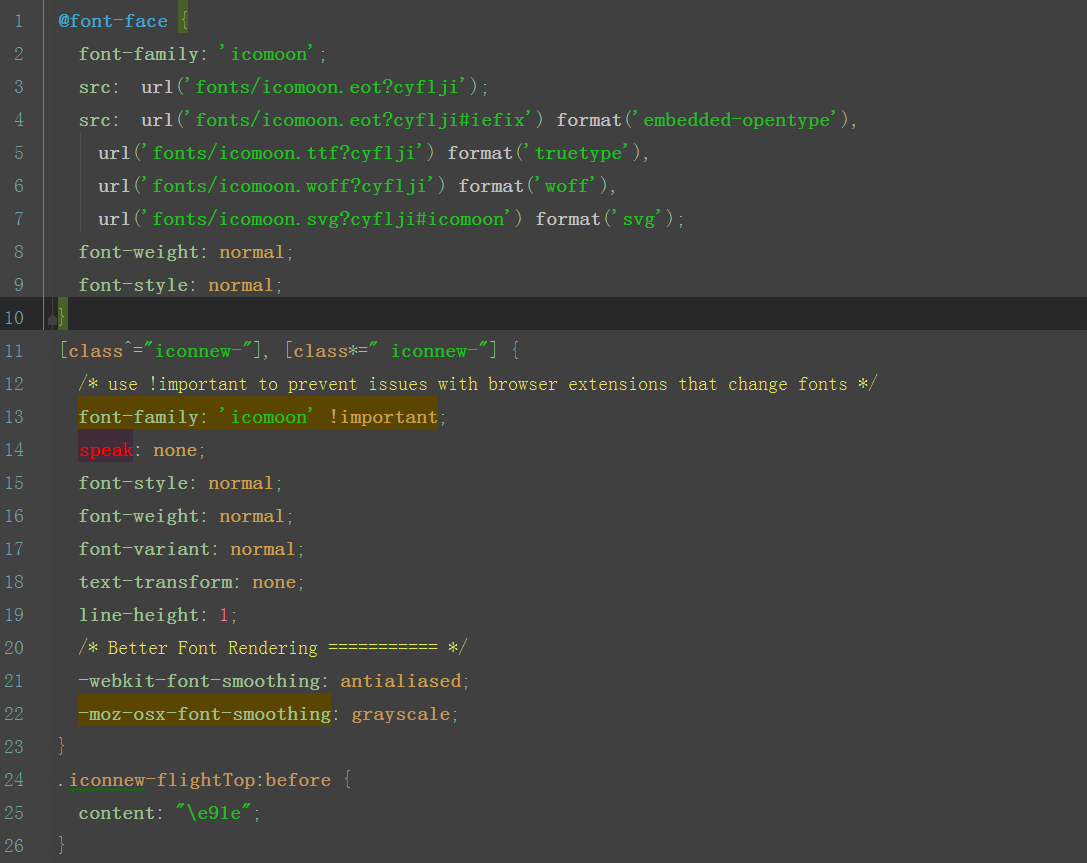 1 @font-face {
2 font-family: 'icomoon';
3 src: url('fonts/icomoon.eot?cyflji');
4 src: url('fonts/icomoon.eot?cyflji#iefix') format('embedded-opentype'),
5 url('fonts/icomoon.ttf?cyflji') format('truetype'),
6 url('fonts/icomoon.woff?cyflji') format('woff'),
7 url('fonts/icomoon.svg?cyflji#icomoon') format('svg');
8 font-weight: normal;
9 font-style: normal;
10 }
11 [class^="iconnew-"], [class*=" iconnew-"] {
12 /* use !important to prevent issues with browser extensions that change fonts */
13 font-family: 'icomoon' !important;
14 speak: none;
15 font-style: normal;
16 font-weight: normal;
17 font-variant: normal;
18 text-transform: none;
19 line-height: 1;
20 /* Better Font Rendering =========== */
21 -webkit-font-smoothing: antialiased;
22 -moz-osx-font-smoothing: grayscale;
23 }
24 .iconnew-flightTop:before {
25 content: "\e91e";
26 }